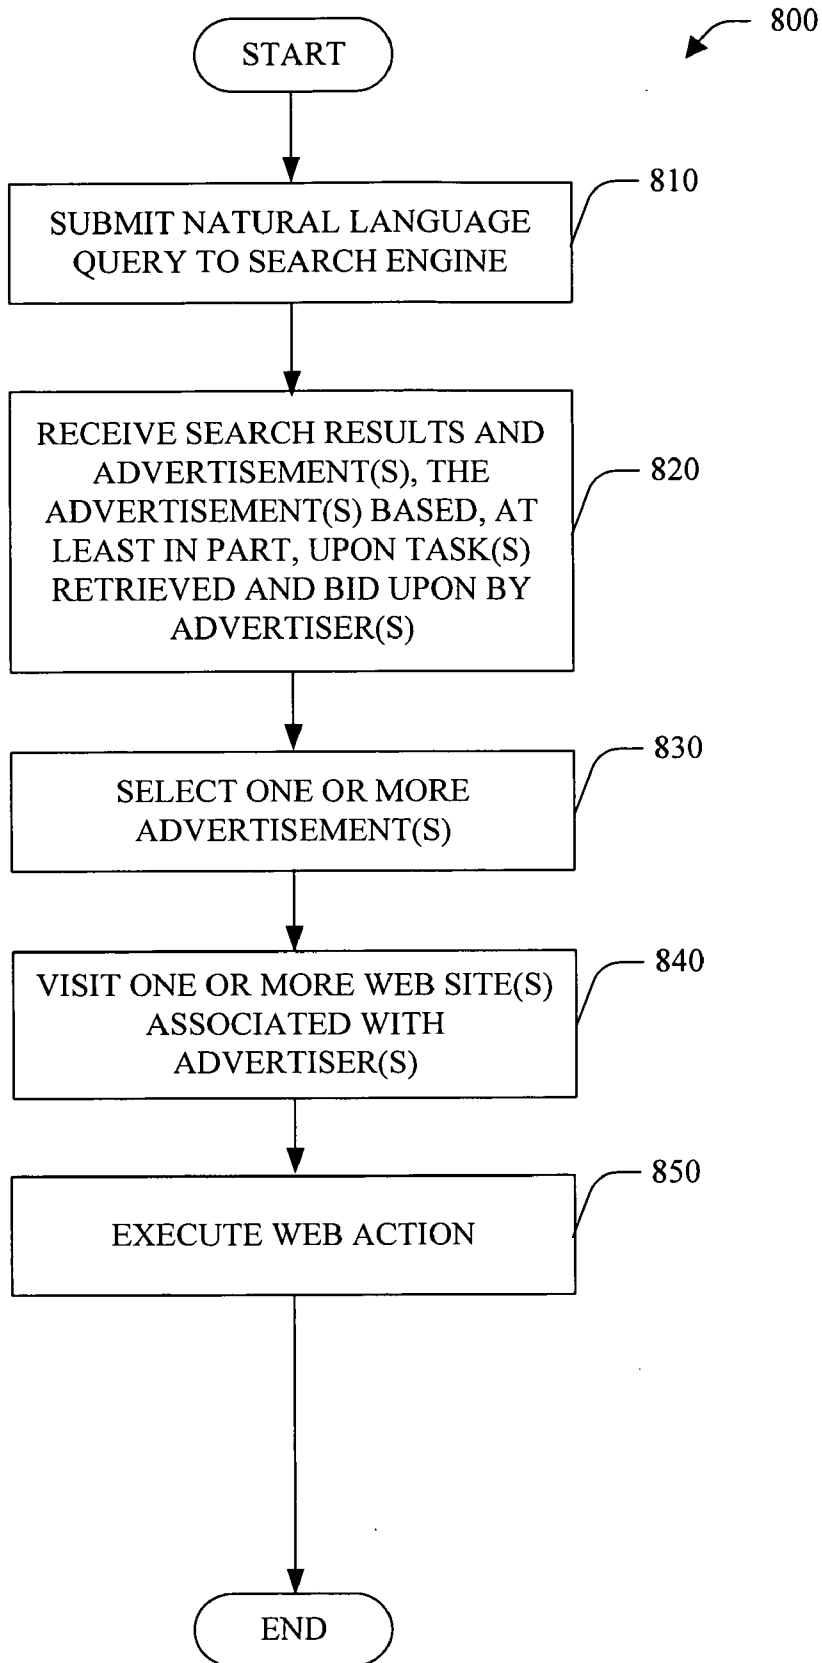 800
START
810
SUBMIT NATURAL LANGUAGE
QUERY TO SEARCH ENGINE
820
RECEIVE SEARCH RESULTS AND
ADVERTISEMENT(S), THE
ADVERTISEMENT(S) BASED, AT
LEAST IN PART, UPON TASK(S)
RETRIEVED AND BID UPON BY
ADVERTISER(S)
830
SELECT ONE OR MORE
ADVERTISEMENT(S)
840
VISIT ONE OR MORE WEB SITE(S)
ASSOCIATED WITH
ADVERTISER(S)
850
EXECUTE WEB ACTION
END